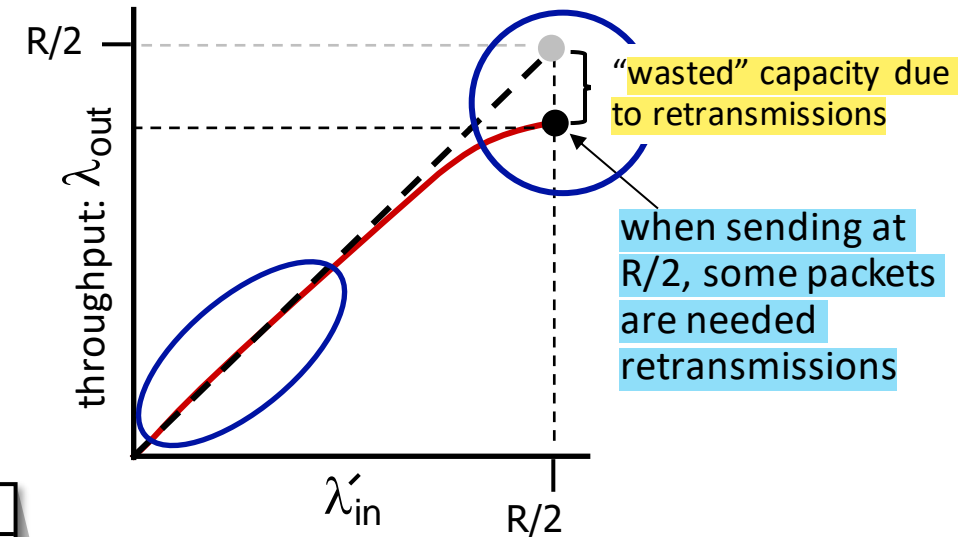 R/2
throughput: λout
“wasted” capacity due
to retransmissions
when sending at
R/2, some packets
are needed
retransmissions
λ′in
R/2